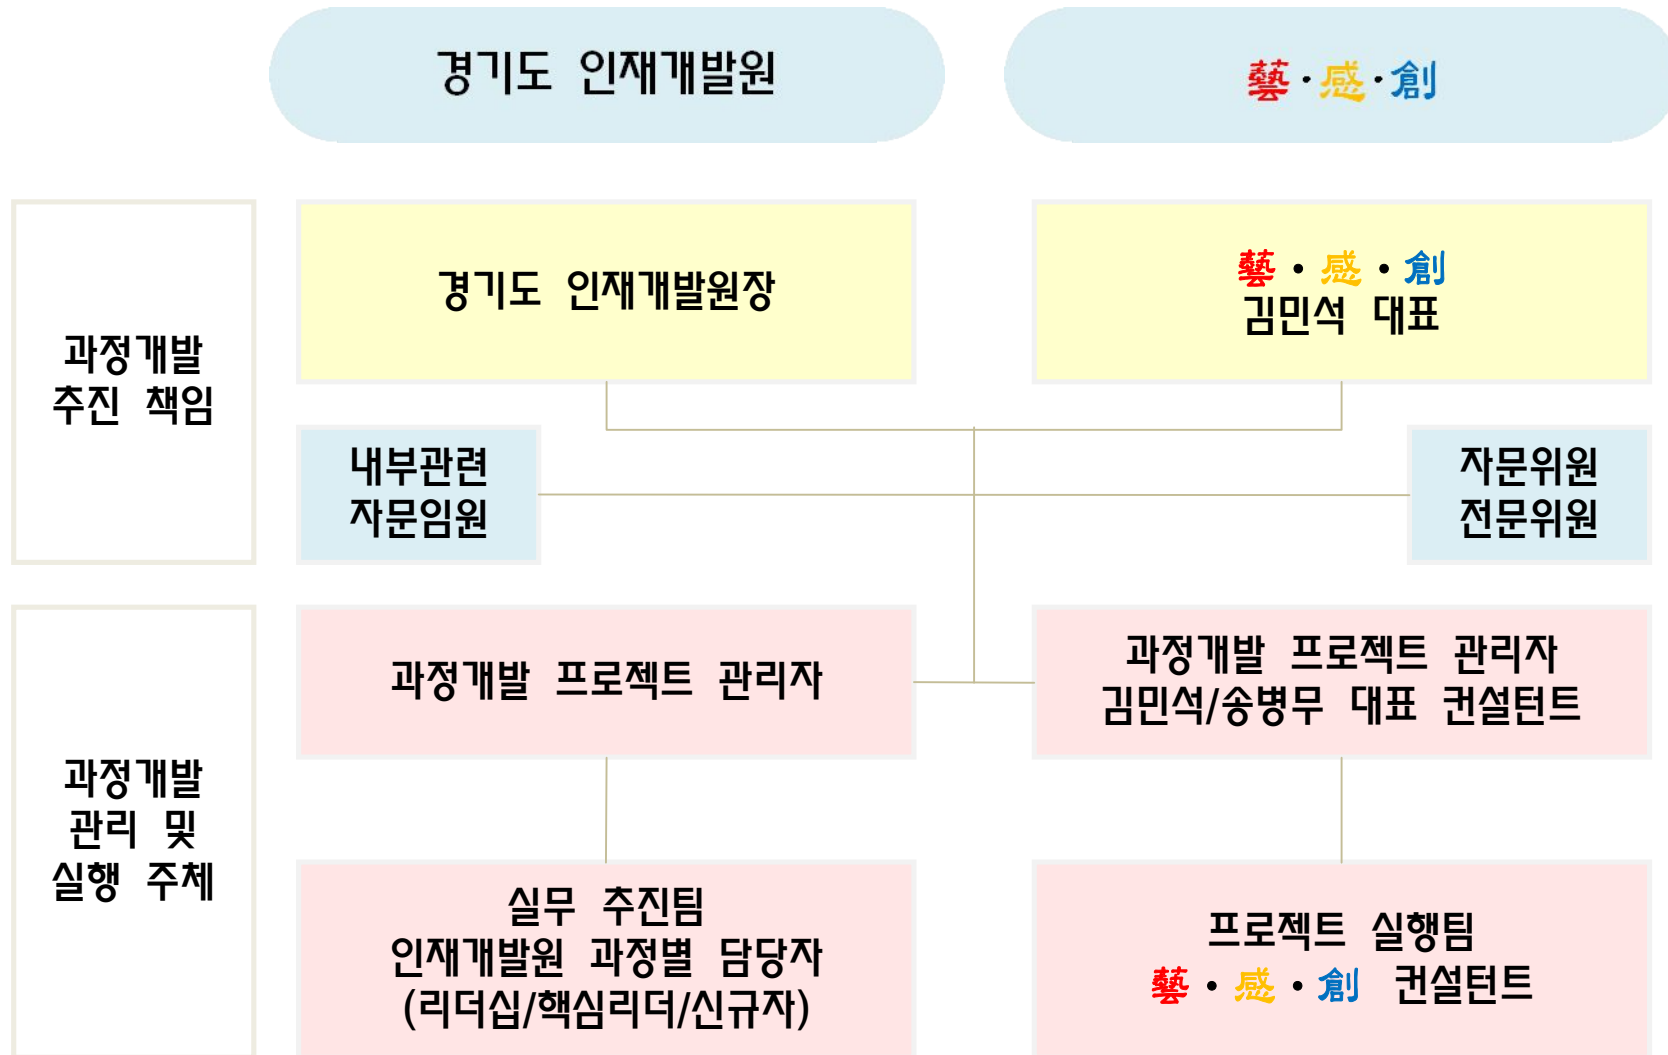 경기도 인재개발원
藝·感·創
과정개발
추진 책임
경기도 인재개발원장
藝·感·創
김민석 대표
내부관련
자문임원
자문위원
전문위원
과정개발
관리 및
실행 주체
과정개발 프로젝트 관리자
과정개발 프로젝트 관리자
김민석/송병무 대표 컨설턴트
실무 추진팀
인재개발원 과정별 담당자
(리더십/핵심리더/신규자)
프로젝트 실행팀
藝·感·創 컨설턴트